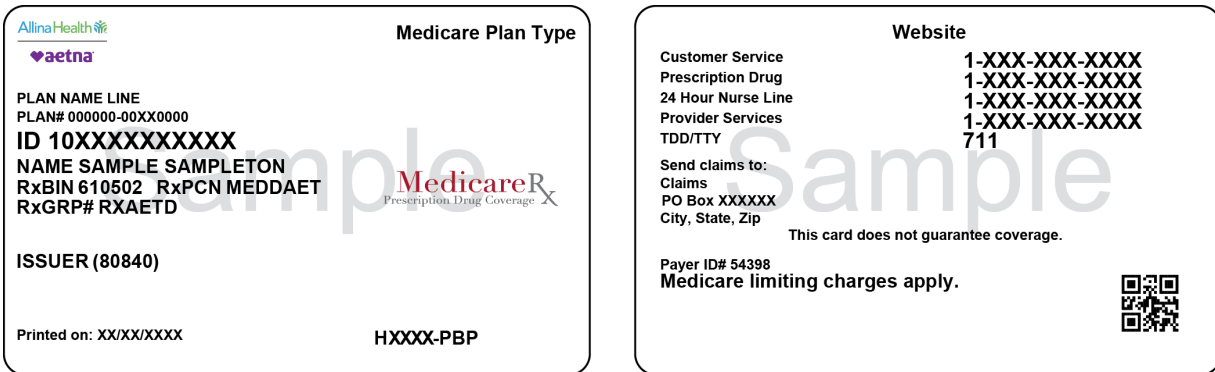 Allina Health
aetna
Medicare Plan Type
PLAN NAME LINE
PLAN# 000000-00XX0000
ID 10XXXXXXXXXX
NAME SAMPLE SAMPLETON
RxBIN 610502 RxPCN MEDDAET
RxGRP# RXAETD
MedicareRx
Prescription Drug Coverage
Sample
ISSUER (80840)
Printed on: XX/XX/XXXX
HXXXX-PBP
Website
Customer Service 1-XXX-XXX-XXXX
Prescription Drug 1-XXX-XXX-XXXX
24 Hour Nurse Line 1-XXX-XXX-XXXX
Provider Services 1-XXX-XXX-XXXX
TDD/TTY 711
Sample
Send claims to:
Claims
PO Box XXXXXX
City, State, Zip
This card does not guarantee coverage.
Payer ID# 54398
Medicare limiting charges apply.